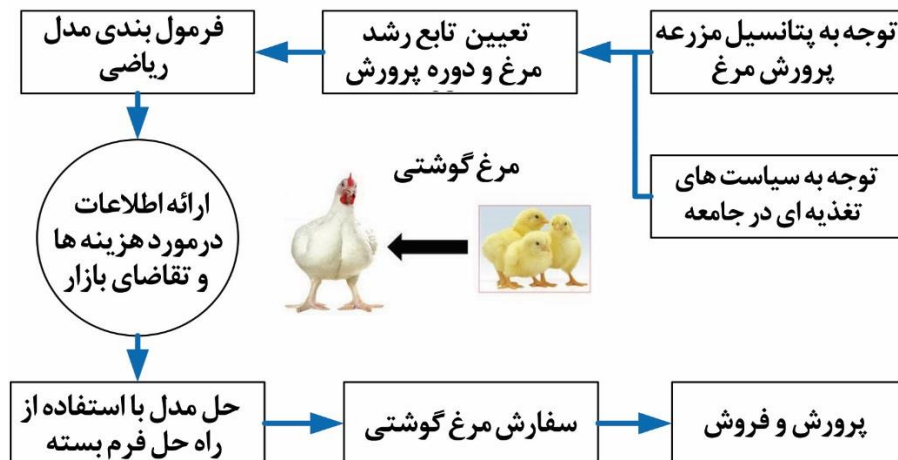 توجه به پتانسیل مزرعه
پرورش مرغ
توجه به سیاست های
تغذیه ای در جامعه
تعیین تابع رشد
مرغ و دوره پرورش
فرمول بندی مدل
ریاضی
ارائه اطلاعات
درمورد هزینه ها
و تقاضای بازار
مرغ گوشتی
حل مدل با استفاده از
راه حل فرم بسته
سفارش مرغ گوشتی
پرورش و فروش